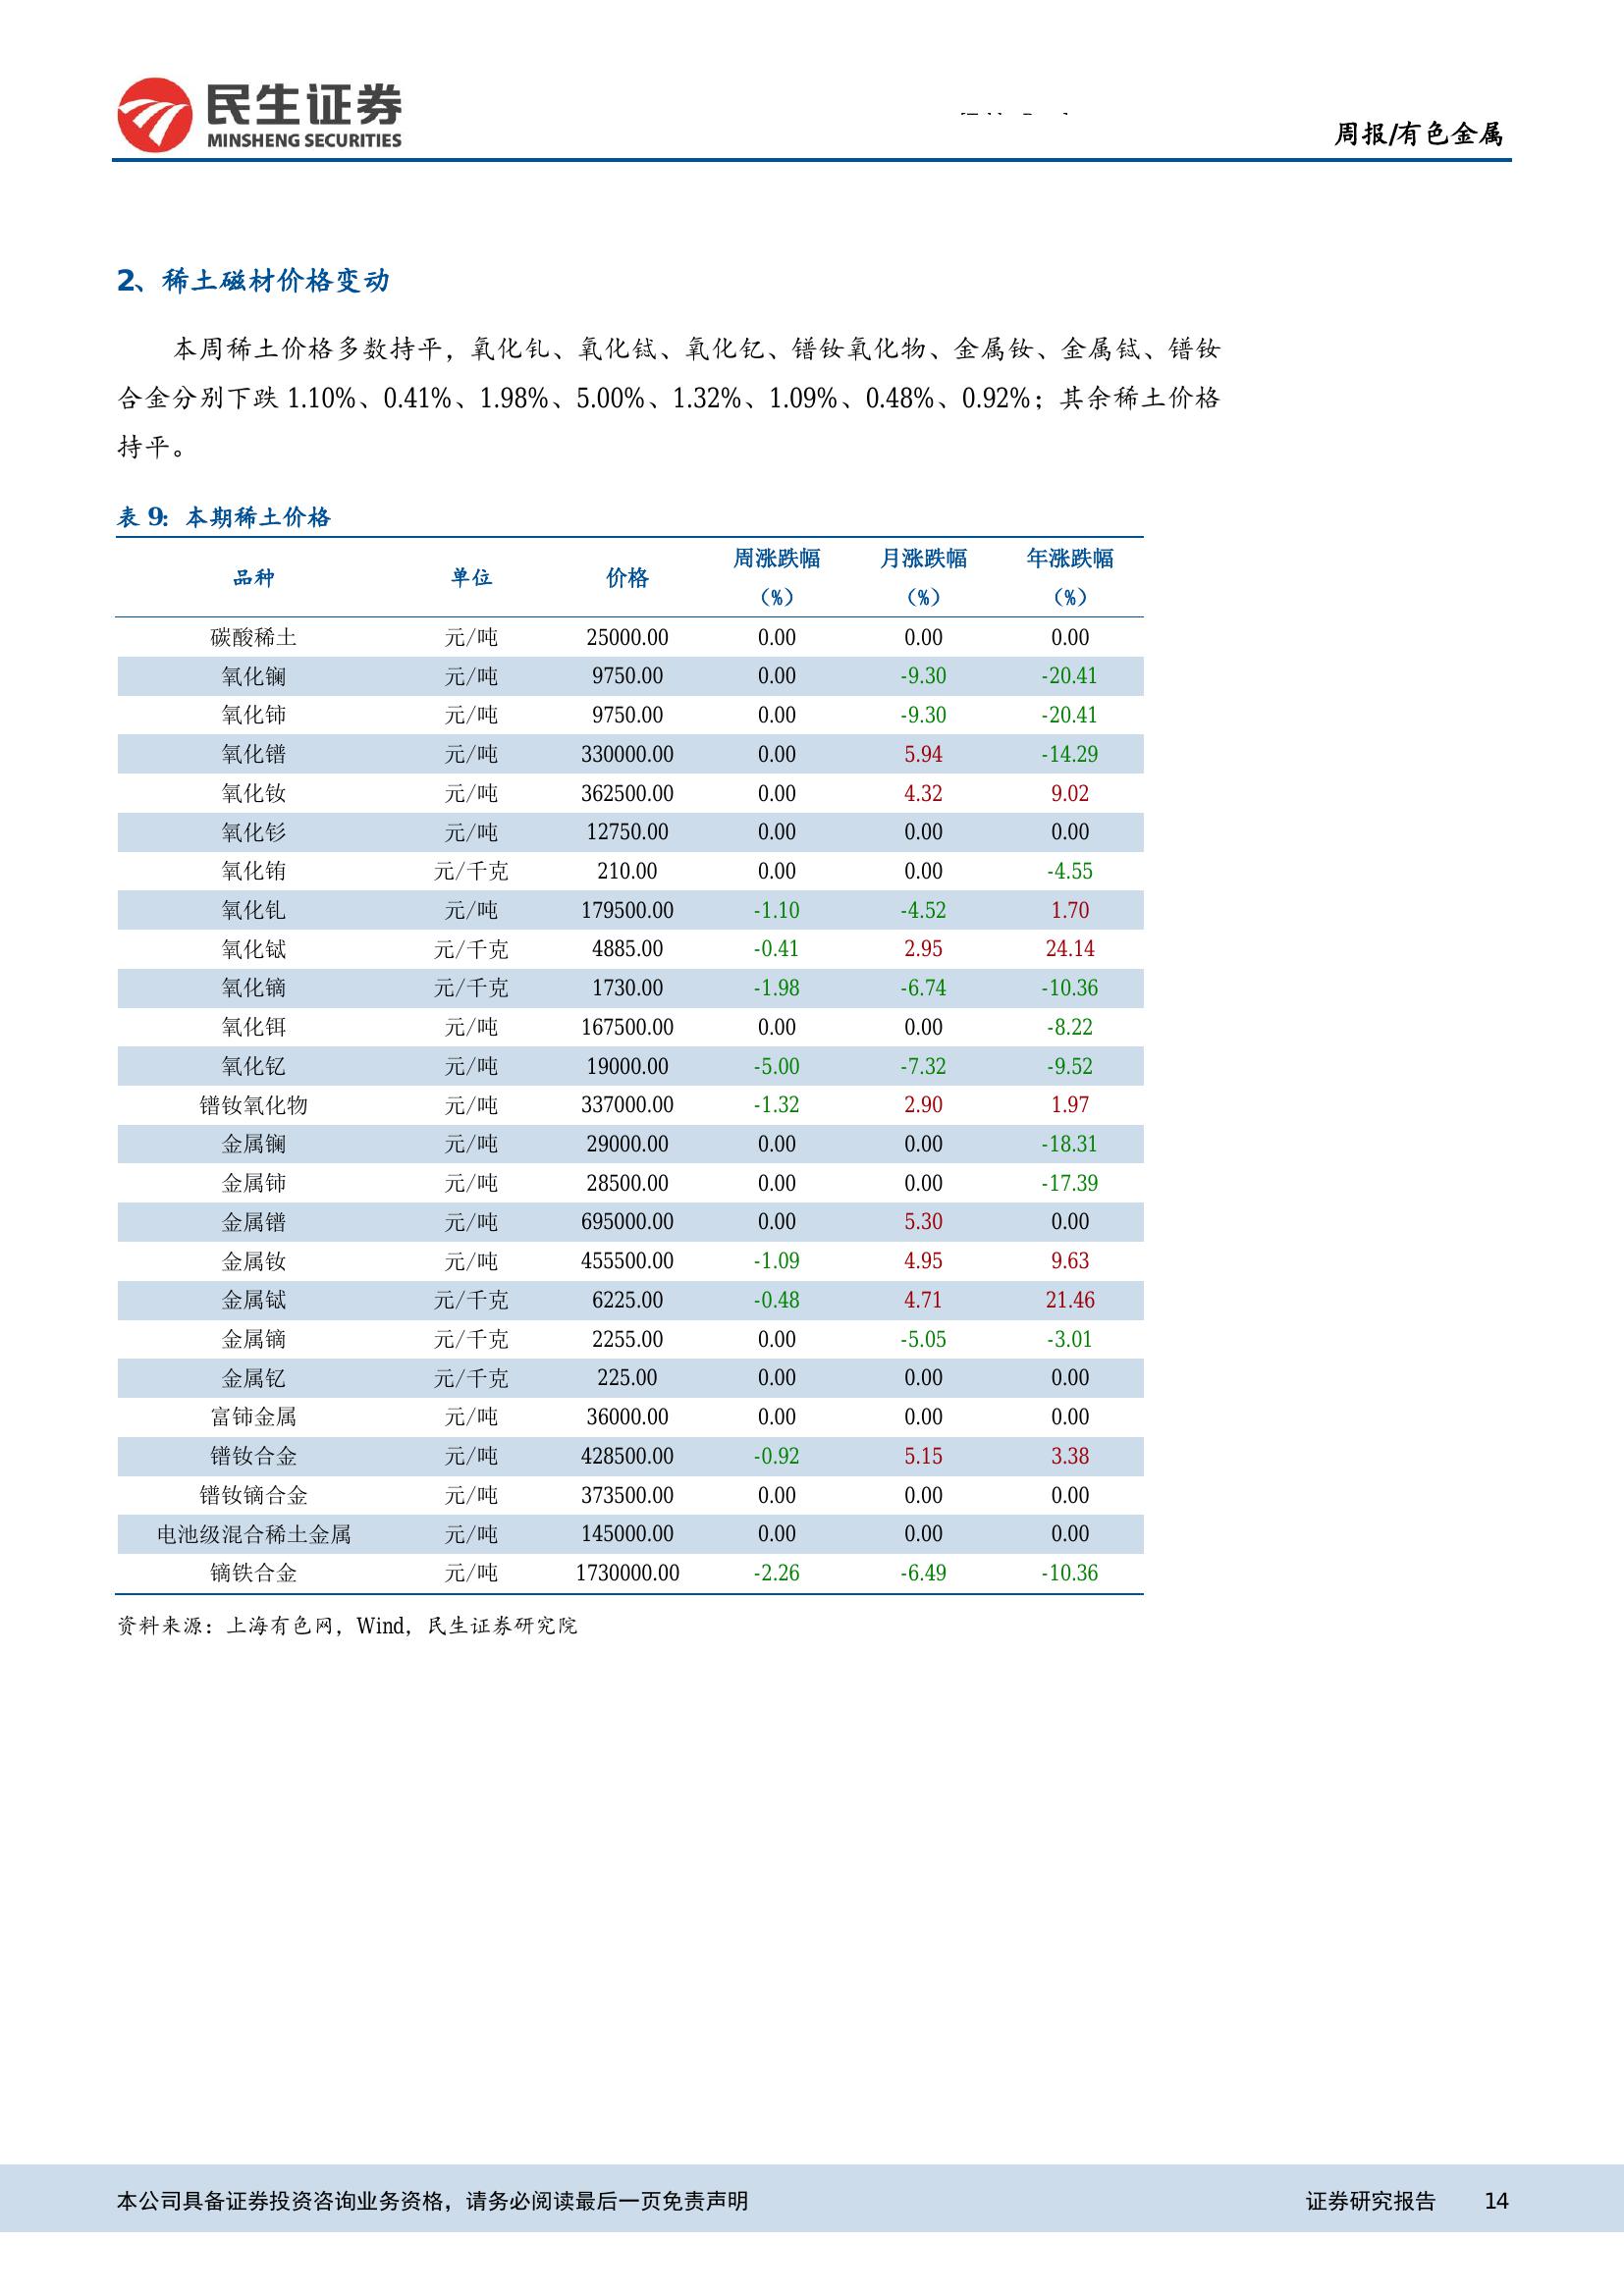 民生证券
MINSHENG SECURITIES
周报/有色金属
2、稀土磁材价格变动
本周稀土价格多数持平，氧化钆、氧化铽、氧化钇、镨钕氧化物、金属钕、金属铽、镨钕
合金分别下跌 1.10%、0.41%、1.98%、5.00%、1.32%、1.09%、0.48%、0.92%；其余稀土价格
持平。
表 9：本期稀土价格
品种 单位 价格 周涨跌幅（%） 月涨跌幅（%） 年涨跌幅（%）
碳酸稀土 元/吨 25000.00 0.00 0.00 0.00
氧化镧 元/吨 9750.00 0.00 -9.30 -20.41
氧化铈 元/吨 9750.00 0.00 -9.30 -20.41
氧化镨 元/吨 330000.00 0.00 5.94 -14.29
氧化钕 元/吨 362500.00 0.00 4.32 9.02
氧化钐 元/吨 12750.00 0.00 0.00 0.00
氧化铕 元/千克 210.00 0.00 0.00 -4.55
氧化钆 元/吨 179500.00 -1.10 -4.52 1.70
氧化铽 元/千克 4885.00 -0.41 2.95 24.14
氧化镝 元/千克 1730.00 -1.98 -6.74 -10.36
氧化铒 元/吨 167500.00 0.00 0.00 -8.22
氧化钇 元/吨 19000.00 -5.00 -7.32 -9.52
镨钕氧化物 元/吨 337000.00 -1.32 2.90 1.97
金属镧 元/吨 29000.00 0.00 0.00 -18.31
金属铈 元/吨 28500.00 0.00 0.00 -17.39
金属镨 元/吨 695000.00 0.00 5.30 0.00
金属钕 元/吨 455500.00 -1.09 4.95 9.63
金属铽 元/千克 6225.00 -0.48 4.71 21.46
金属镝 元/千克 2255.00 0.00 -5.05 -3.01
金属钇 元/千克 225.00 0.00 0.00 0.00
富铈金属 元/吨 36000.00 0.00 0.00 0.00
镨钕合金 元/吨 428500.00 -0.92 5.15 3.38
镨钕镝合金 元/吨 373500.00 0.00 0.00 0.00
电池级混合稀土金属 元/吨 145000.00 0.00 0.00 0.00
镝铁合金 元/吨 1730000.00 -2.26 -6.49 -10.36
资料来源：上海有色网，Wind，民生证券研究院
本公司具备证券投资咨询业务资格，请务必阅读最后一页免责声明 证券研究报告 14